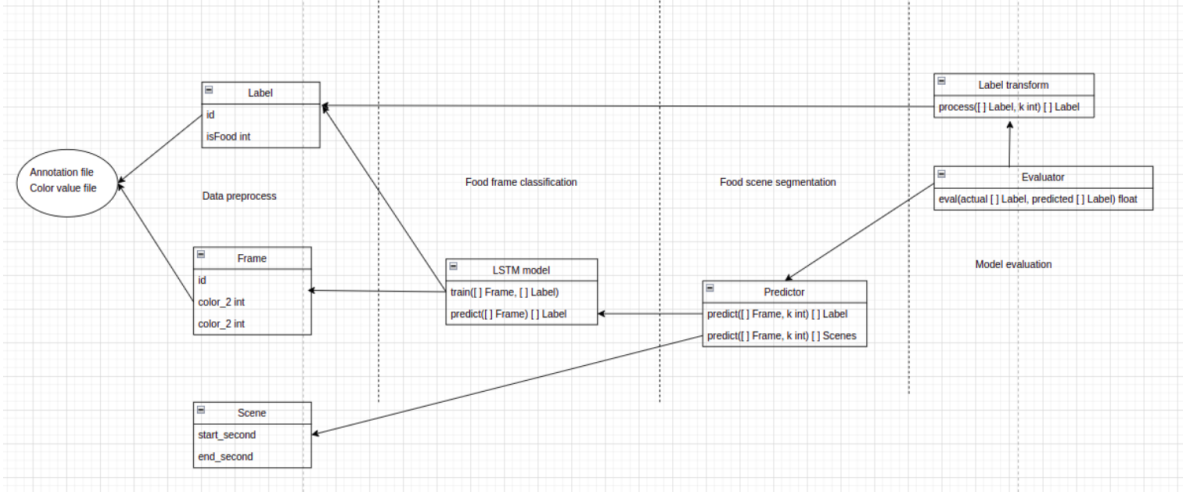 Label
id
isFood int
Annotation file
Color value file
Data preprocess
Frame
id
color_2 int
color_2 int
Scene
start_second
end_second
Food frame classification
LSTM model
train([ ] Frame, [ ] Label)
predict([ ] Frame) [ ] Label
Food scene segmentation
Predictor
predict([ ] Frame, k int) [ ] Label
predict([ ] Frame, k int) [ ] Scenes
Label transform
process([ ] Label, k int) [ ] Label
Evaluator
eval(actual [ ] Label, predicted [ ] Label) float
Model evaluation